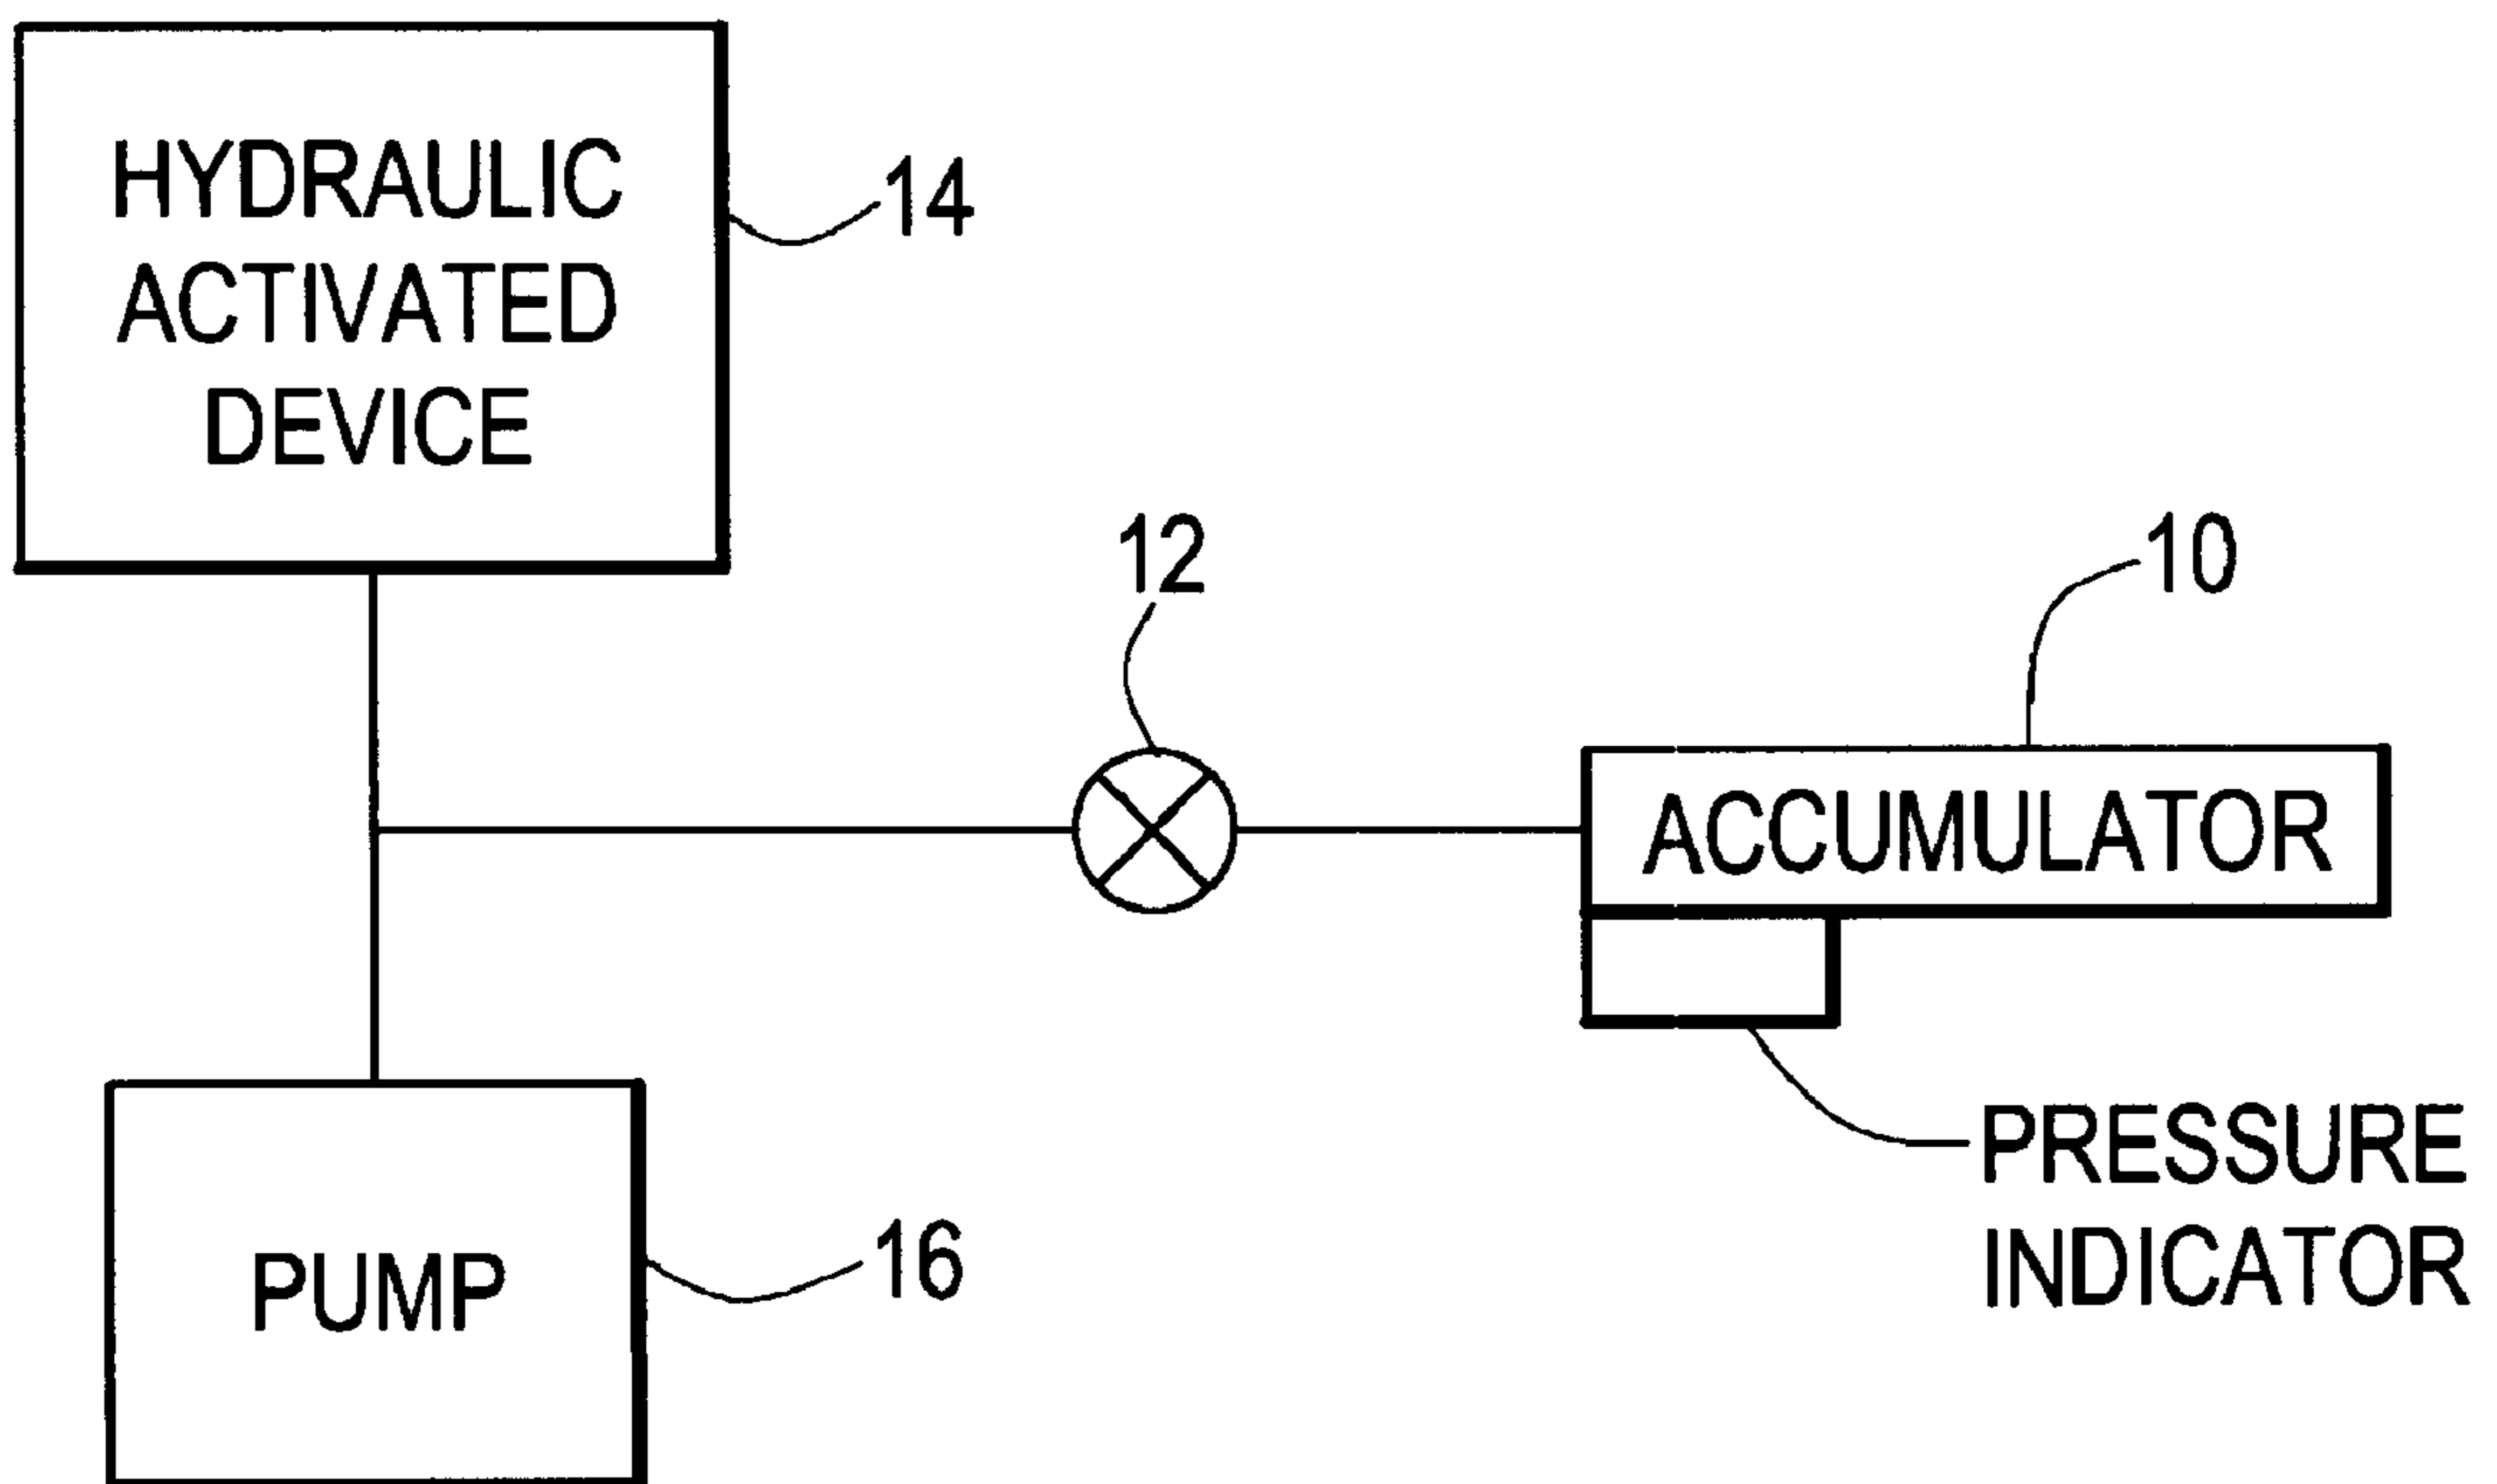 HYDRAULIC
ACTIVATED
DEVICE
14
12
10
ACCUMULATOR
PRESSURE
INDICATOR
PUMP
16